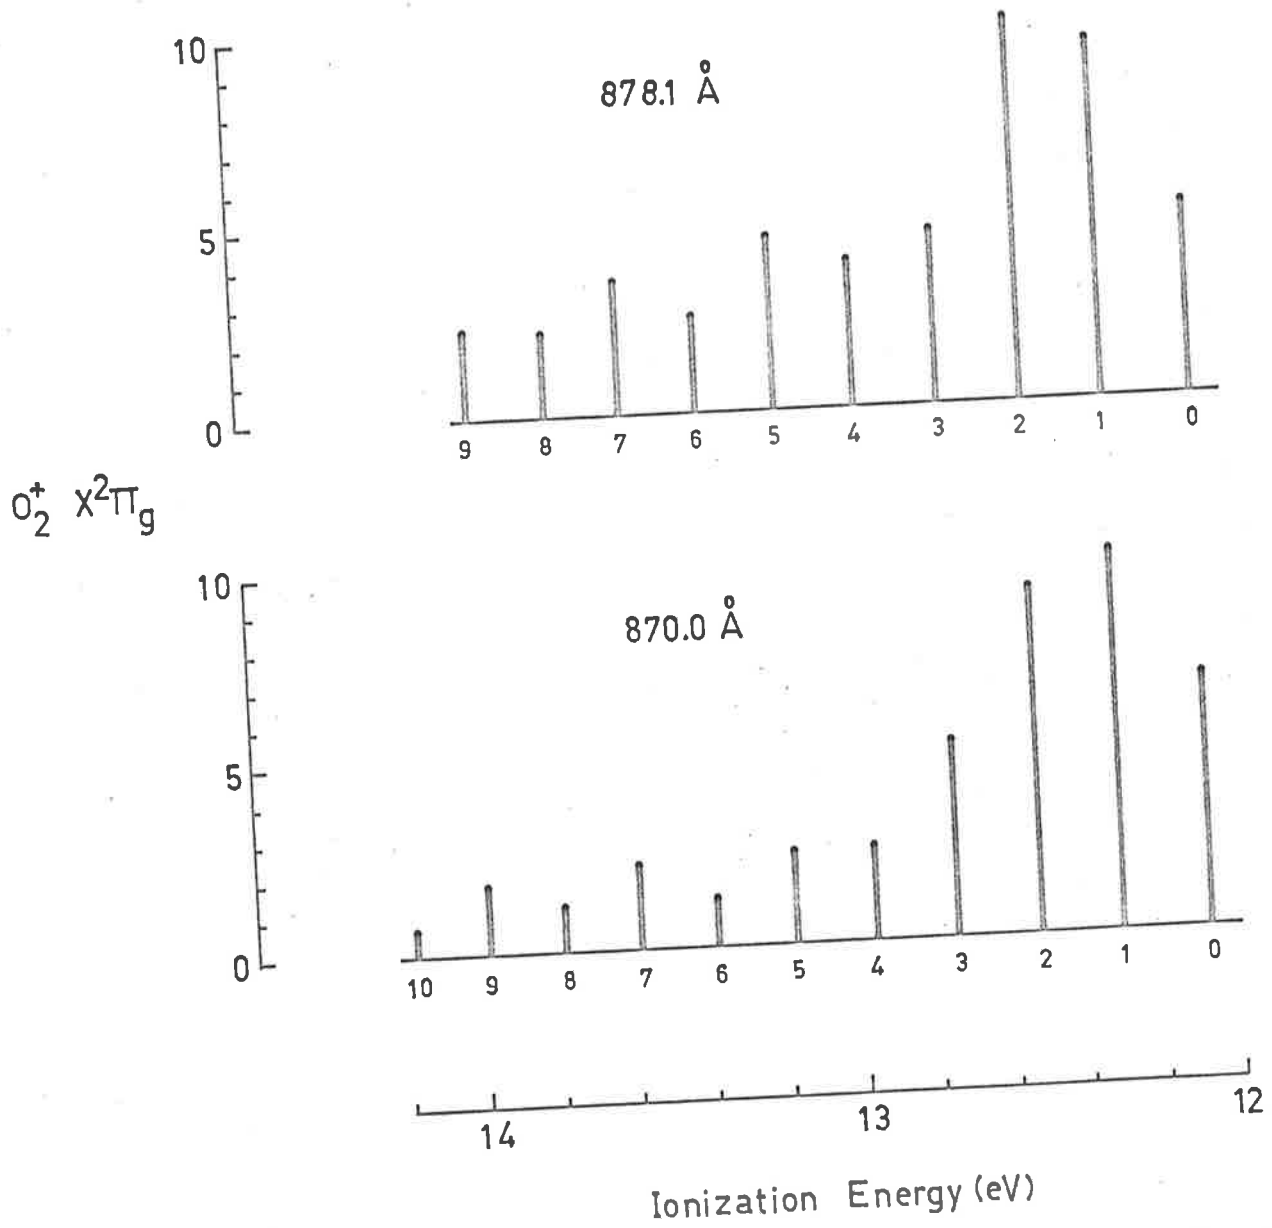 10
878.1 Å
5
0
9 8 7 6 5 4 3 2 1 0
O₂⁺ X²Πg
10
870.0 Å
5
0
10 9 8 7 6 5 4 3 2 1 0
14 13 12
Ionization Energy (eV)